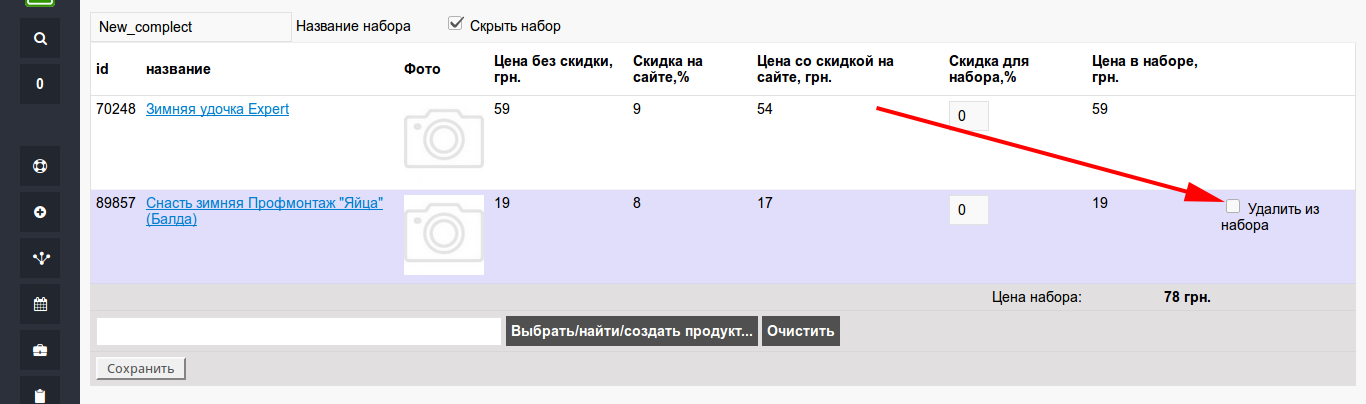 New_complect Название набора Скрыть набор
0
id название Фото Цена без скидки, грн. Скидка на сайте,% Цена со скидкой на сайте, грн. Скидка для набора,% Цена в наборе, грн.
70248 Зимняя удочка Expert 59 9 54 0 59
89857 Снасть зимняя Профмонтаж "Яйца" (Балда) 19 8 17 0 19 Удалить из набора
Цена набора: 78 грн.
Выбрать/найти/создать продукт... Очистить
Сохранить